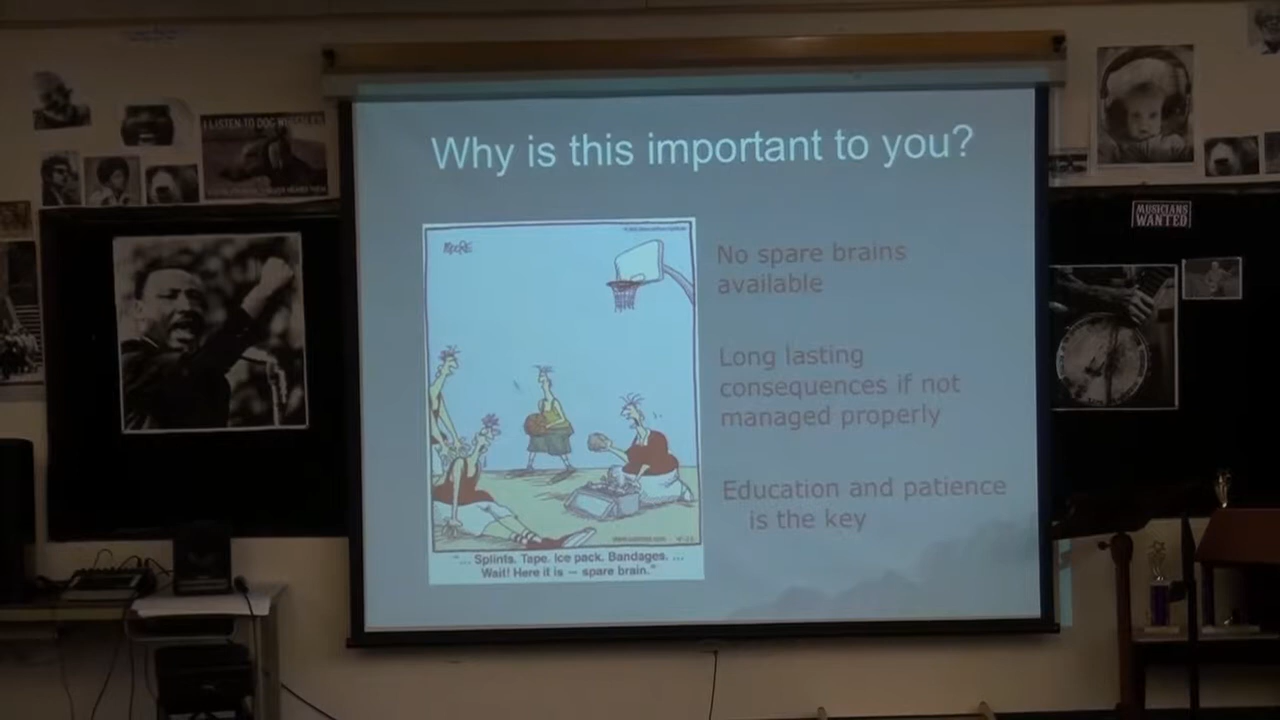 I LISTEN TO DOG WHISTLES
Why is this important to you?
MUSICIANS
WANTED
MOORE
No spare brains
available
Long lasting
consequences if not
managed properly
Education and patience
is the key
"... Splints. Tape. Ice pack. Bandages. ...
Wait! Here it is – spare brain."